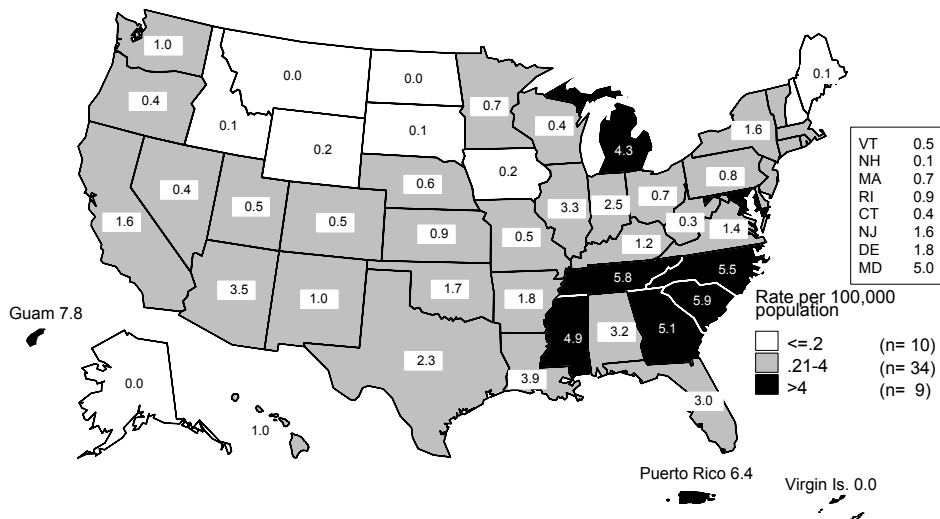 1.0
0.0
0.0
0.1
0.7
0.4
0.4
0.1
0.1
4.3
1.6
0.2
0.2
VT 0.5
NH 0.1
MA 0.7
RI 0.9
CT 0.4
NJ 1.6
DE 1.8
MD 5.0
0.4
0.6
0.8
0.5
3.3
2.5
0.7
1.6
0.5
0.3
1.4
0.9
0.5
1.2
5.8
5.5
3.5
1.0
1.7
1.8
5.9
4.9
3.2
5.1
2.3
3.9
3.0
Guam 7.8
0.0
1.0
Rate per 100,000
population
<=.2 (n= 10)
.21-4 (n= 34)
>4 (n= 9)
Puerto Rico 6.4
Virgin Is. 0.0